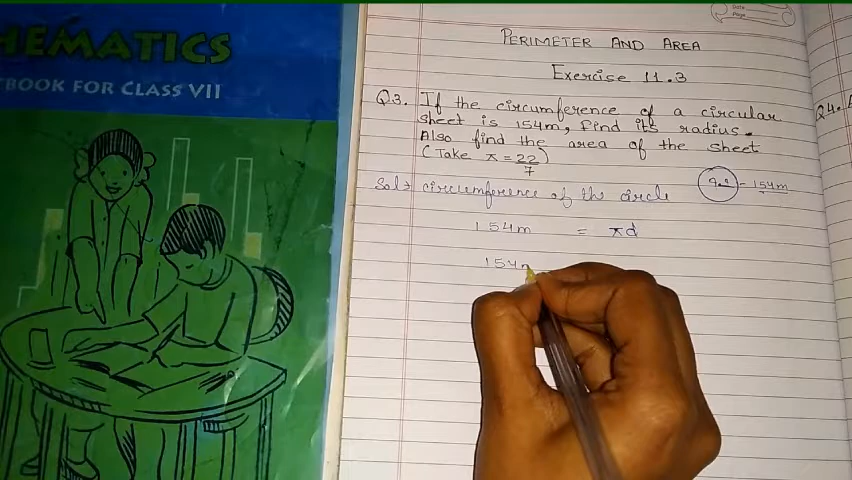 HEMATICS
TBOOK FOR CLASS VII
Date
Page
PERIMETER AND AREA
Exercise 11.3
Q3. If the circumference of a circular
sheet is 154m, find its radius.
Also find the area of the sheet
(Take π = 22/7)
Sol:- circumference of the circle
= 154m
154m = πd
154m
Q4.